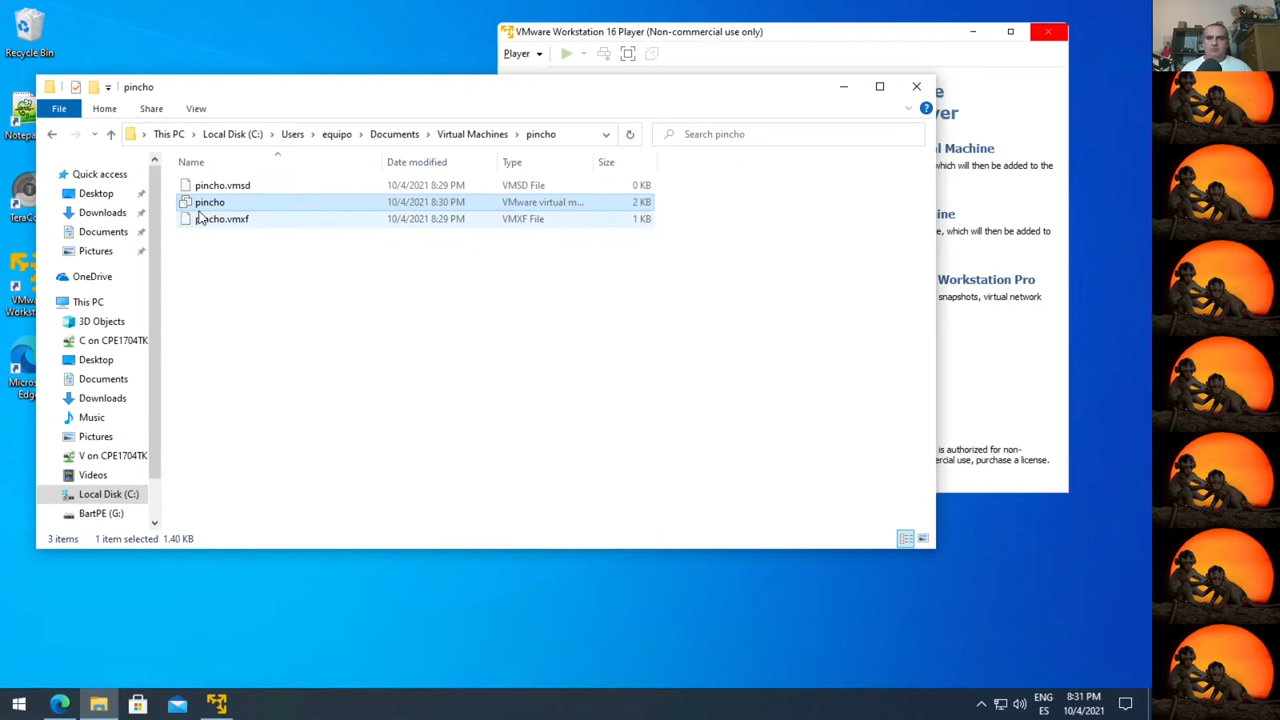 Recycle Bin
VMware Workstation 16 Player (Non-commercial use only)
Player
pincho
File
Home
Share
View
This PC
Local Disk (C:)
Users
equipo
Documents
Virtual Machines
pincho
Search pincho
Name
Date modified
Type
Size
pincho.vmsd
10/4/2021 8:29 PM
VMSD File
0 KB
pincho
10/4/2021 8:30 PM
VMware virtual m...
2 KB
pincho.vmxf
10/4/2021 8:29 PM
VMXF File
1 KB
Quick access
Desktop
Downloads
Documents
Pictures
OneDrive
This PC
3D Objects
C on CPE1704TK
Desktop
Documents
Downloads
Music
Pictures
V on CPE1704TK
Videos
Local Disk (C:)
BartPE (G:)
3 items
1 item selected 1.40 KB
Notepa
TeraC
VMw
Workst
Micros
Edg
e
yer
al Machine
which will then be added to the
ine
e, which will then be added to
Workstation Pro
snapshots, virtual network
is authorized for non-
ercial use, purchase a license.
ENG
ES
8:31 PM
10/4/2021